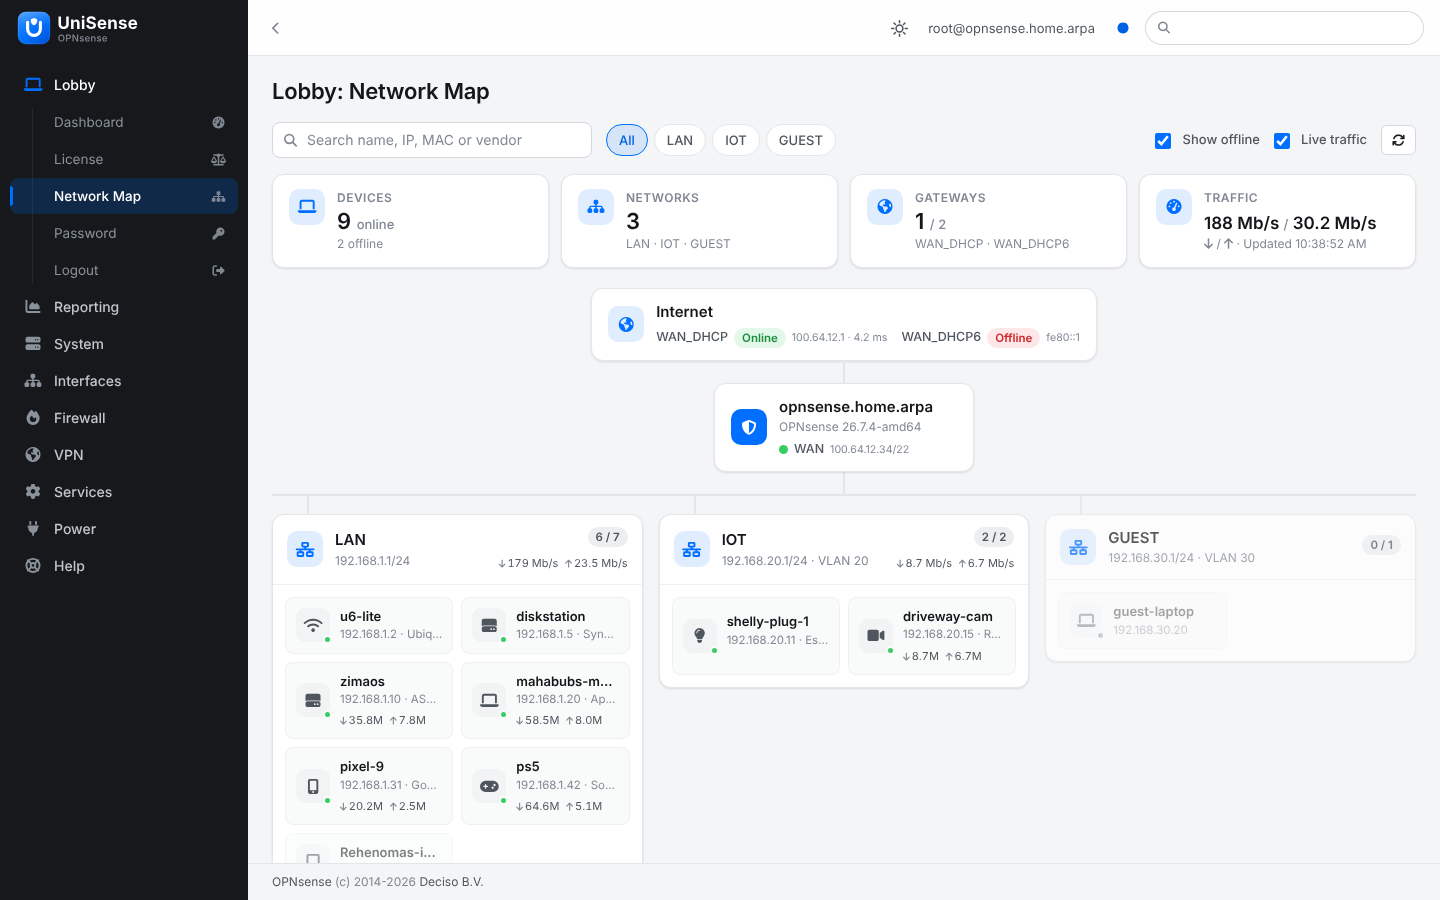 UniSense
OPNsense
Lobby
Dashboard
License
Network Map
Password
Logout
Reporting
System
Interfaces
Firewall
VPN
Services
Power
Help
root@opnsense.home.arpa
Lobby: Network Map
Search name, IP, MAC or vendor
All LAN IOT GUEST
Show offline Live traffic
DEVICES
9 online
2 offline
NETWORKS
3
LAN · IOT · GUEST
GATEWAYS
1 / 2
WAN_DHCP · WAN_DHCP6
TRAFFIC
188 Mb/s / 30.2 Mb/s
↓ / ↑ · Updated 10:38:52 AM
Internet
WAN_DHCP Online 100.64.12.1 · 4.2 ms WAN_DHCP6 Offline fe80::1
opnsense.home.arpa
OPNsense 26.7.4-amd64
WAN 100.64.12.34/22
LAN 6 / 7
192.168.1.1/24 ↓179 Mb/s ↑23.5 Mb/s
u6-lite
192.168.1.2 · Ubiq...
diskstation
192.168.1.5 · Syn...
zimaos
192.168.1.10 · AS...
↓35.8M ↑7.8M
mahabubs-m...
192.168.1.20 · Ap...
↓58.5M ↑8.0M
pixel-9
192.168.1.31 · Go...
↓20.2M ↑2.5M
ps5
192.168.1.42 · So...
↓64.6M ↑5.1M
Rehenomas-i...
IOT 2 / 2
192.168.20.1/24 · VLAN 20 ↓8.7 Mb/s ↑6.7 Mb/s
shelly-plug-1
192.168.20.11 · Es...
driveway-cam
192.168.20.15 · R...
↓8.7M ↑6.7M
GUEST 0 / 1
192.168.30.1/24 · VLAN 30
guest-laptop
192.168.30.20
OPNsense (c) 2014-2026 Deciso B.V.